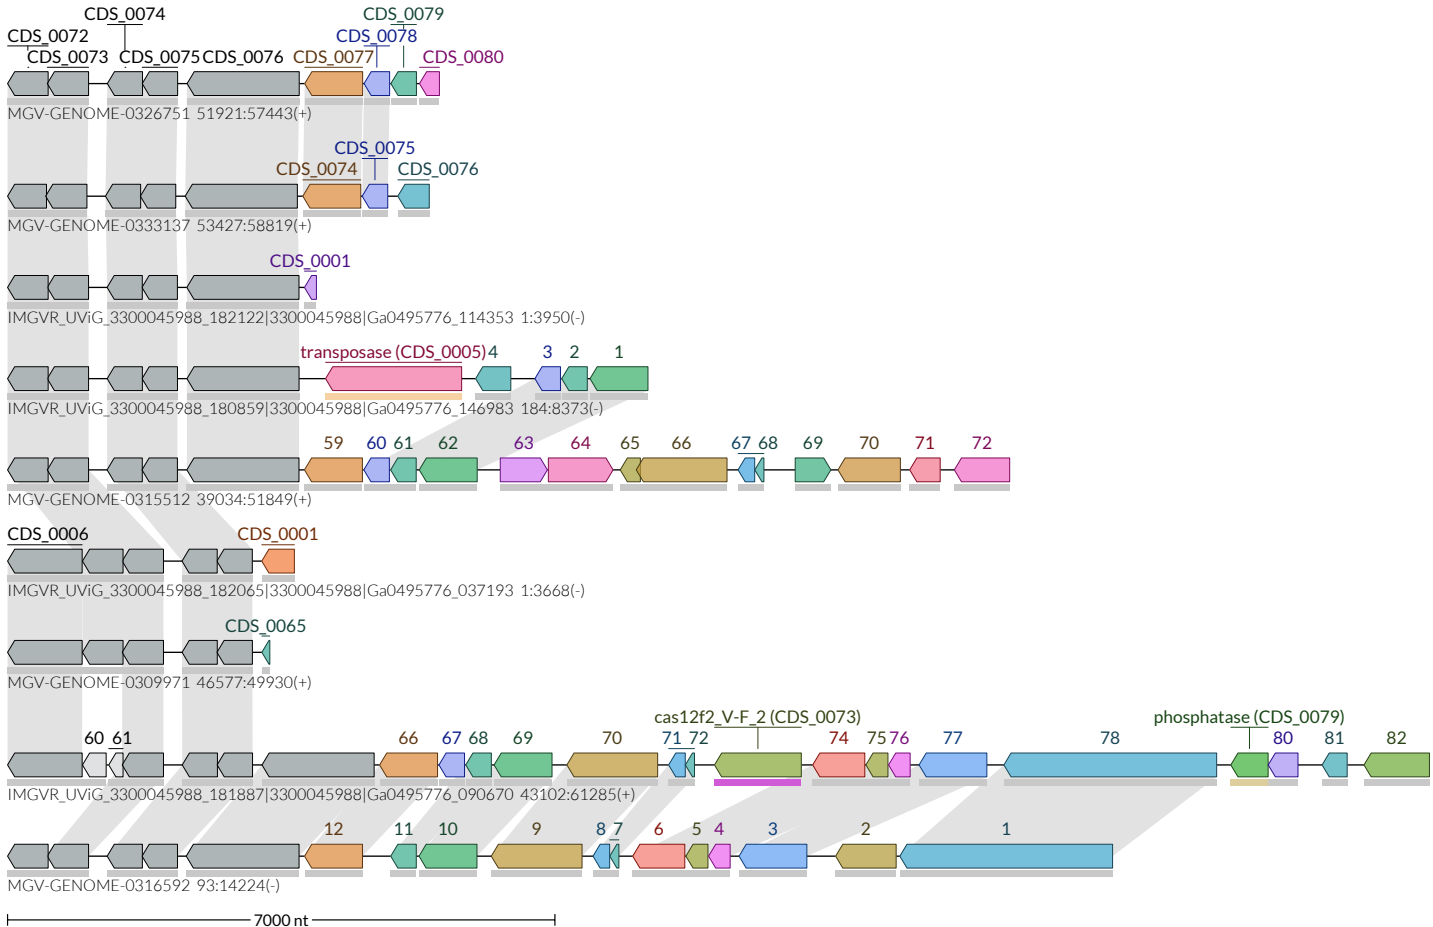 CDS_0074 CDS_0079
CDS_0072 CDS_0078
CDS_0073 CDS_0075 CDS_0076 CDS_0077 CDS_0080
MGV-GENOME-0326751 51921:57443(+)
CDS_0075
CDS_0074 CDS_0076
MGV-GENOME-0333137 53427:58819(+)
CDS_0001
IMGVR_UViG_3300045988_182122|3300045988|Ga0495776_114353 1:3950(-)
transposase (CDS_0005) 4 3 2 1
IMGVR_UViG_3300045988_180859|3300045988|Ga0495776_146983 184:8373(-)
59 60 61 62 63 64 65 66 67 68 69 70 71 72
MGV-GENOME-0315512 39034:51849(+)
CDS_0006 CDS_0001
IMGVR_UViG_3300045988_182065|3300045988|Ga0495776_037193 1:3668(-)
CDS_0065
MGV-GENOME-0309971 46577:49930(+)
cas12f2_V-F_2 (CDS_0073) phosphatase (CDS_0079)
60 61 66 67 68 69 70 71 72 74 75 76 77 78 80 81 82
IMGVR_UViG_3300045988_181887|3300045988|Ga0495776_090670 43102:61285(+)
12 11 10 9 8 7 6 5 4 3 2 1
MGV-GENOME-0316592 93:14224(-)
7000 nt